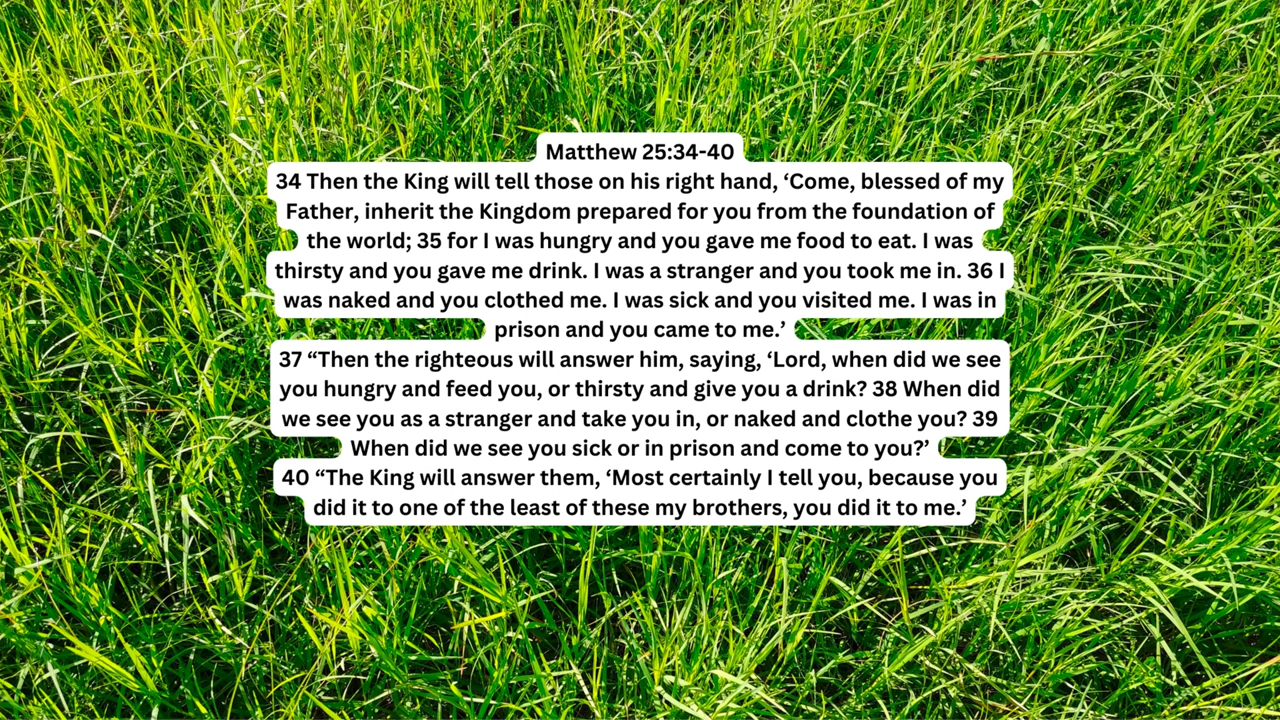 Matthew 25:34-40
34 Then the King will tell those on his right hand, ‘Come, blessed of my
Father, inherit the Kingdom prepared for you from the foundation of
the world; 35 for I was hungry and you gave me food to eat. I was
thirsty and you gave me drink. I was a stranger and you took me in. 36 I
was naked and you clothed me. I was sick and you visited me. I was in
prison and you came to me.’
37 “Then the righteous will answer him, saying, ‘Lord, when did we see
you hungry and feed you, or thirsty and give you a drink? 38 When did
we see you as a stranger and take you in, or naked and clothe you? 39
When did we see you sick or in prison and come to you?’
40 “The King will answer them, ‘Most certainly I tell you, because you
did it to one of the least of these my brothers, you did it to me.’